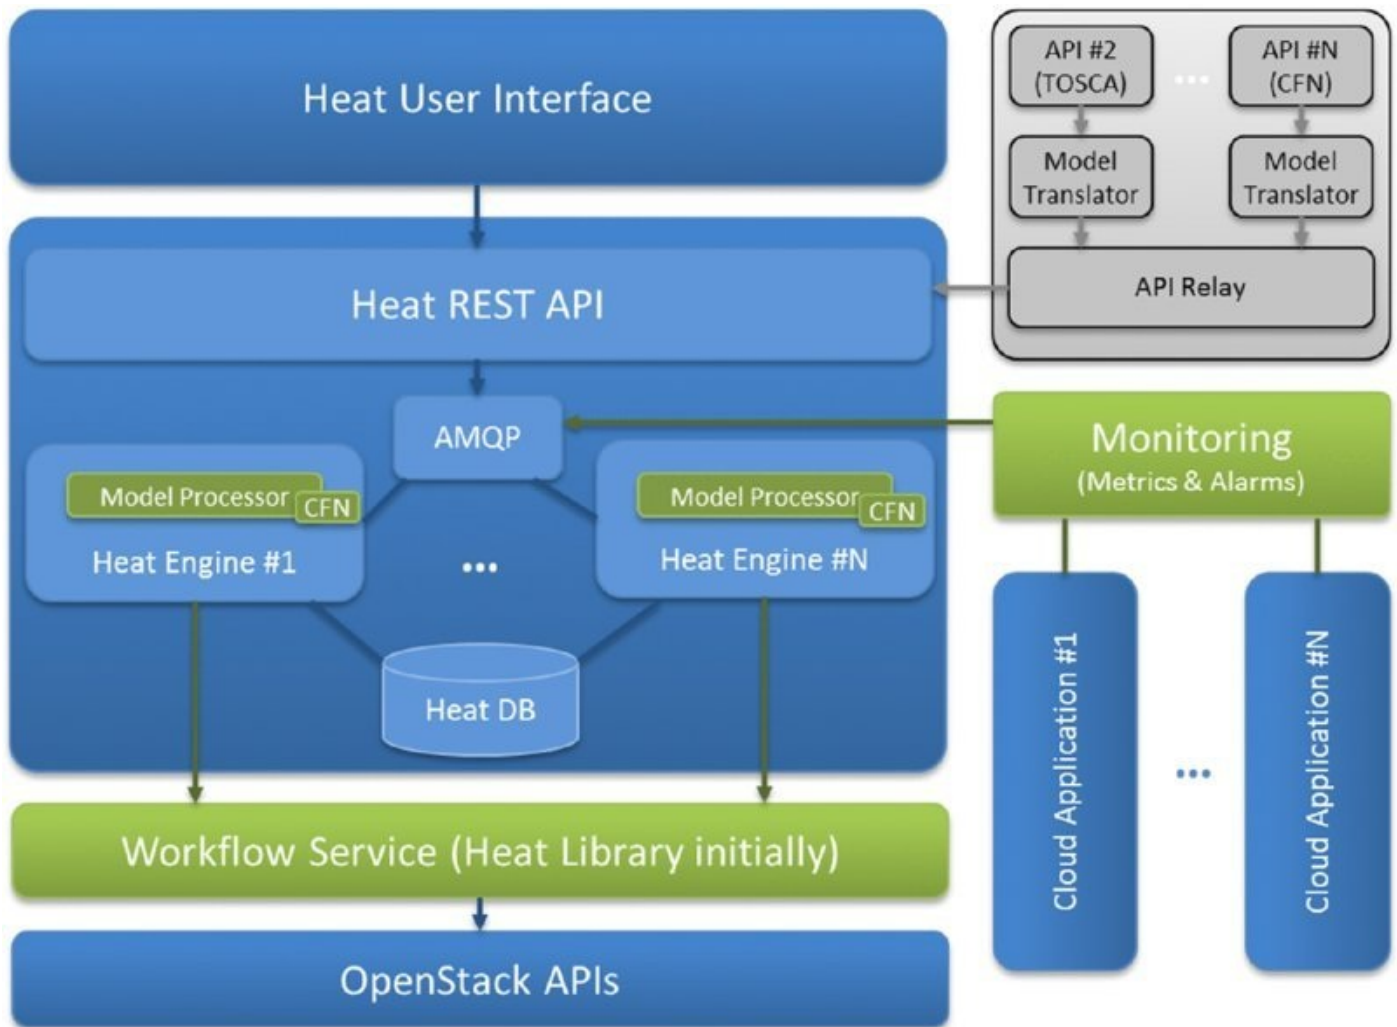 Heat User Interface
API #2
(TOSCA)
...
API #N
(CFN)
Model
Translator
Model
Translator
API Relay
Heat REST API
AMQP
Model Processor
CFN
Heat Engine #1
...
Model Processor
CFN
Heat Engine #N
Heat DB
Monitoring
(Metrics & Alarms)
Cloud Application #1
...
Cloud Application #N
Workflow Service (Heat Library initially)
OpenStack APIs